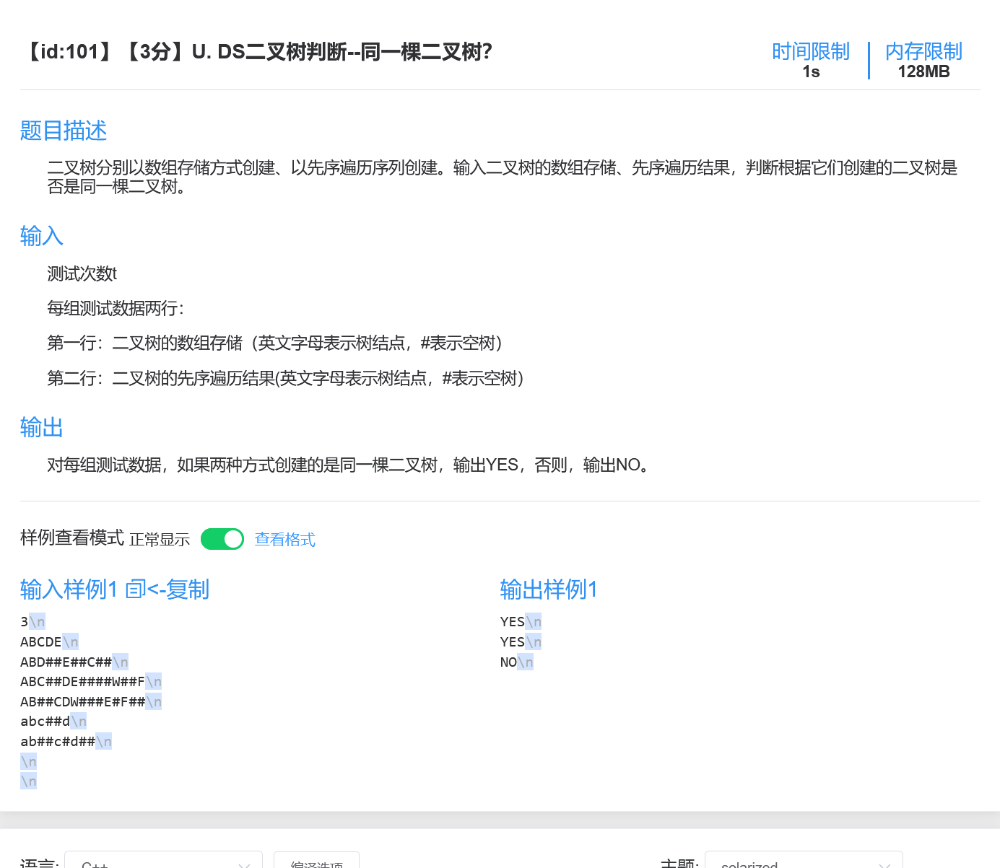 【id:101】【3分】U. DS二叉树判断--同一棵二叉树？
时间限制
1s
内存限制
128MB
题目描述
二叉树分别以数组存储方式创建、以先序遍历序列创建。输入二叉树的数组存储、先序遍历结果，判断根据它们创建的二叉树是
否是同一棵二叉树。
输入
测试次数t
每组测试数据两行：
第一行：二叉树的数组存储（英文字母表示树结点，#表示空树）
第二行：二叉树的先序遍历结果(英文字母表示树结点，#表示空树）
输出
对每组测试数据，如果两种方式创建的是同一棵二叉树，输出YES，否则，输出NO。
样例查看模式 正常显示 查看格式
输入样例1 <-复制
3\n
ABCDE\n
ABD##E##C##\n
ABC##DE####W##F\n
AB##CDW###E#F##\n
abc##d\n
ab##c#d##\n
\n
\n
输出样例1
YES\n
YES\n
NO\n
语言: C++ 编译选项 主题: solarized